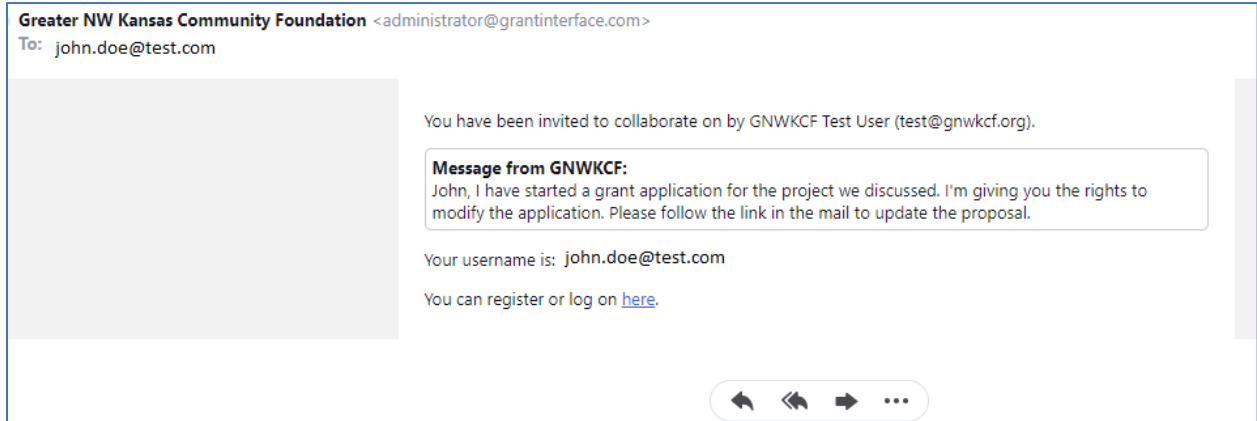 Greater NW Kansas Community Foundation <administrator@grantinterface.com>
To: john.doe@test.com
You have been invited to collaborate on by GNWKCF Test User (test@gnwkcf.org).
Message from GNWKCF:
John, I have started a grant application for the project we discussed. I'm giving you the rights to
modify the application. Please follow the link in the mail to update the proposal.
Your username is: john.doe@test.com
You can register or log on here.